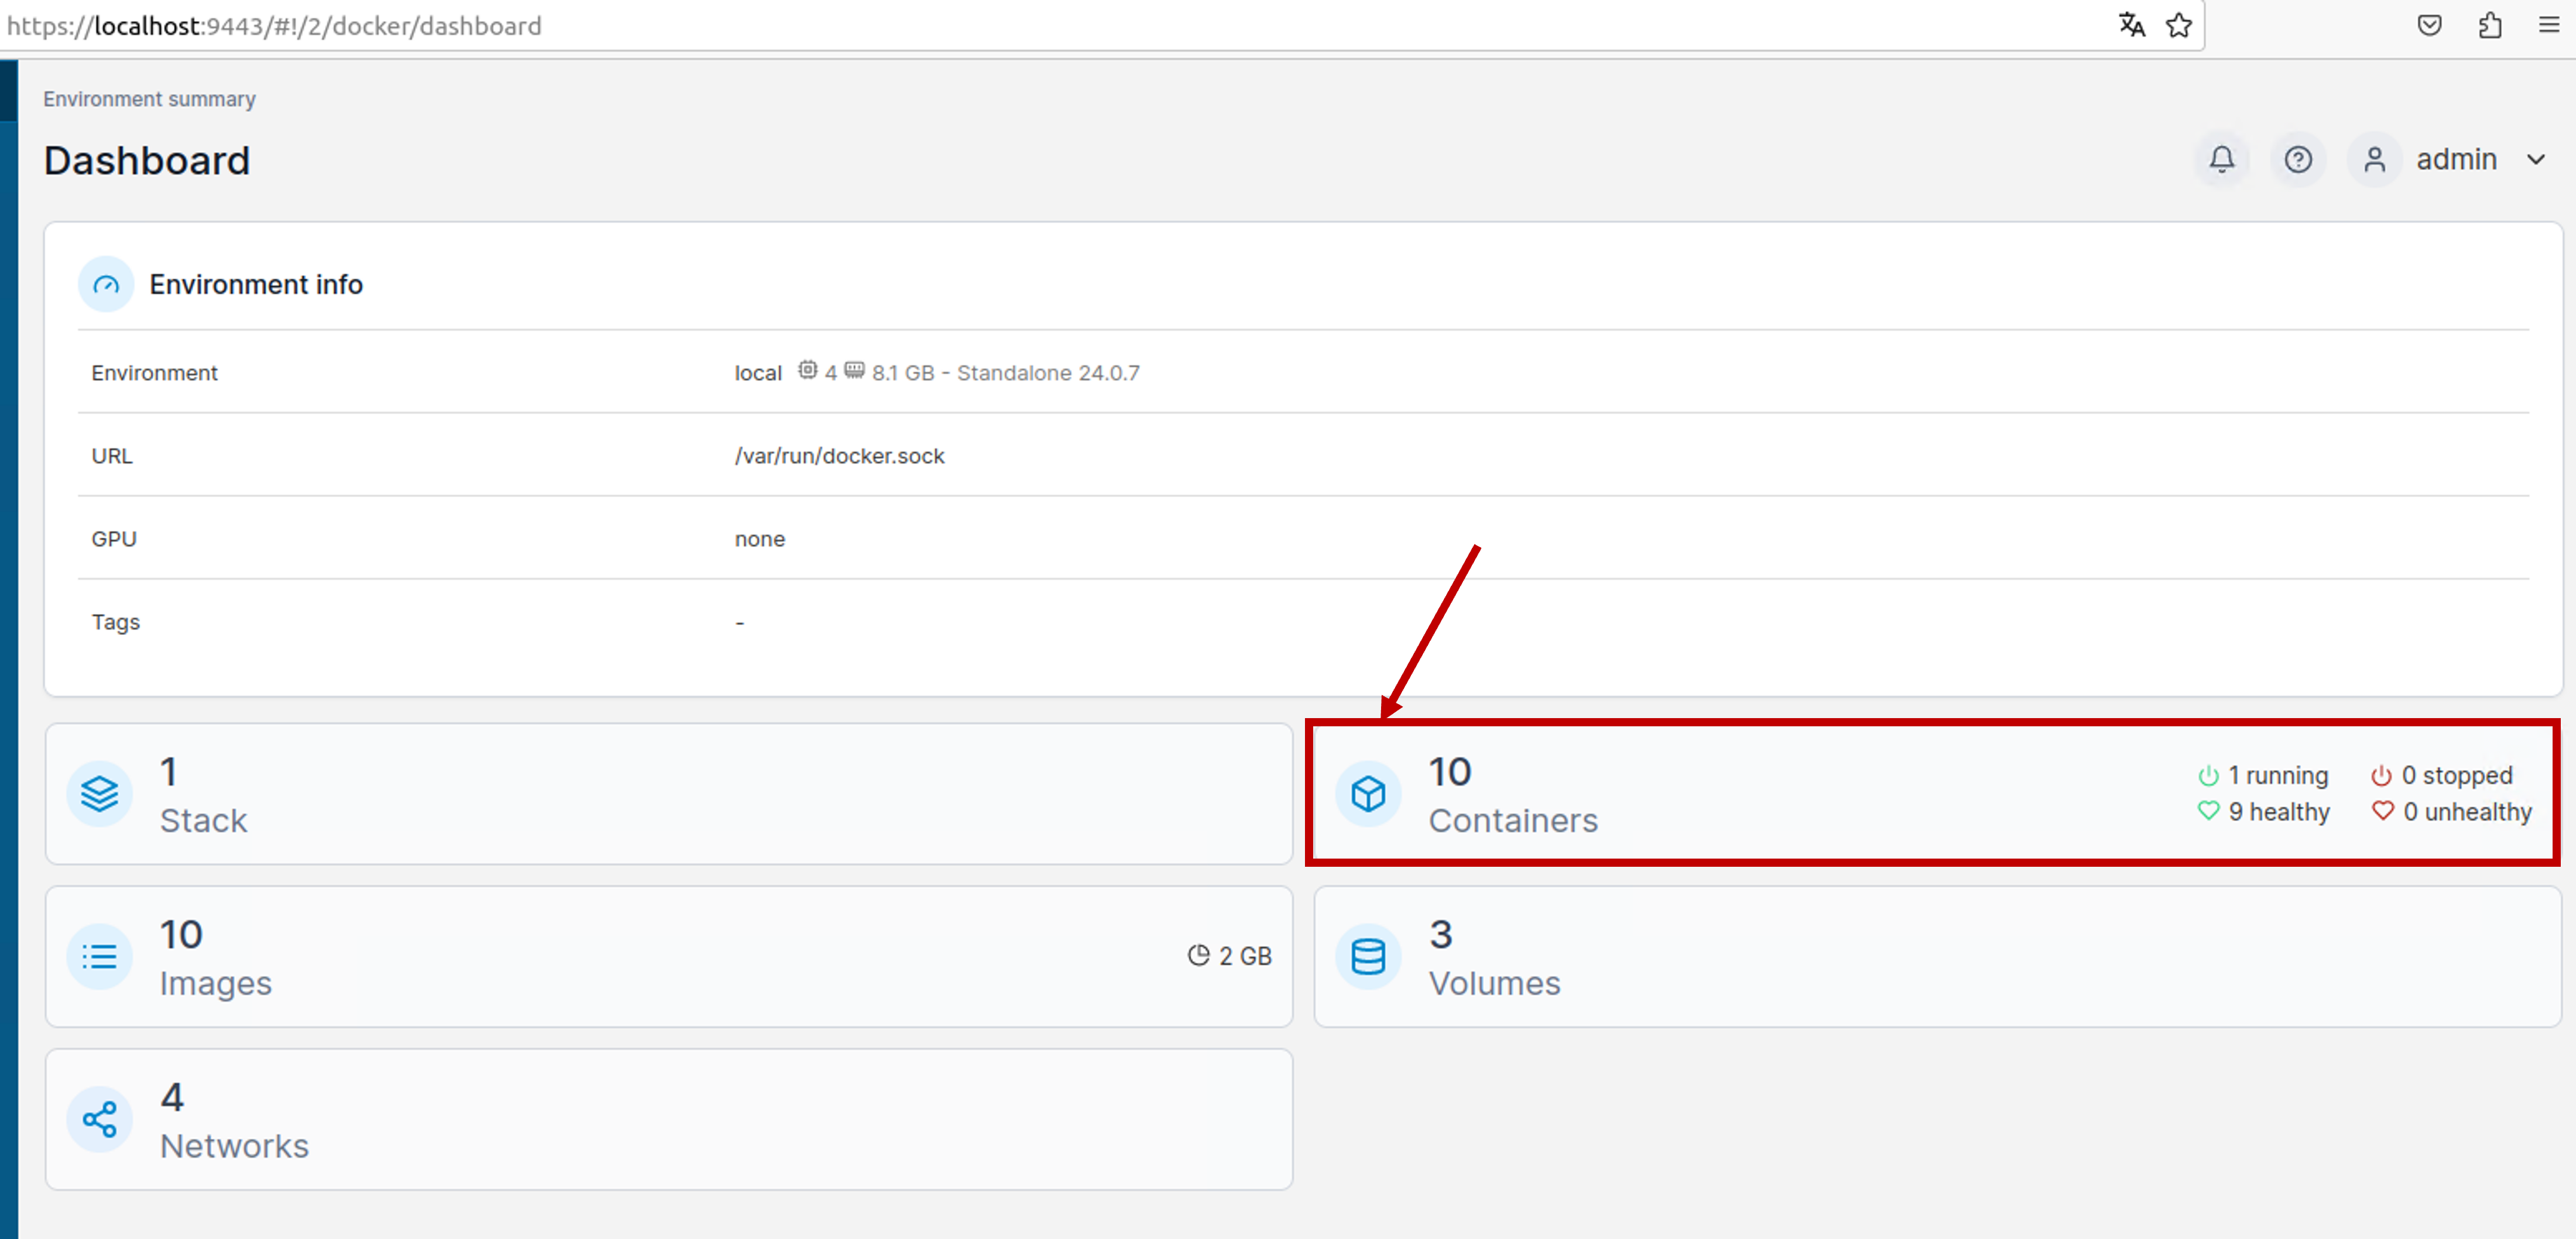 https://localhost:9443/#!/2/docker/dashboard
Environment summary
Dashboard
admin
Environment info
Environment local 4 8.1 GB - Standalone 24.0.7
URL /var/run/docker.sock
GPU none
Tags -
1
Stack
10
Containers
1 running 0 stopped
9 healthy 0 unhealthy
10
Images
2 GB
3
Volumes
4
Networks